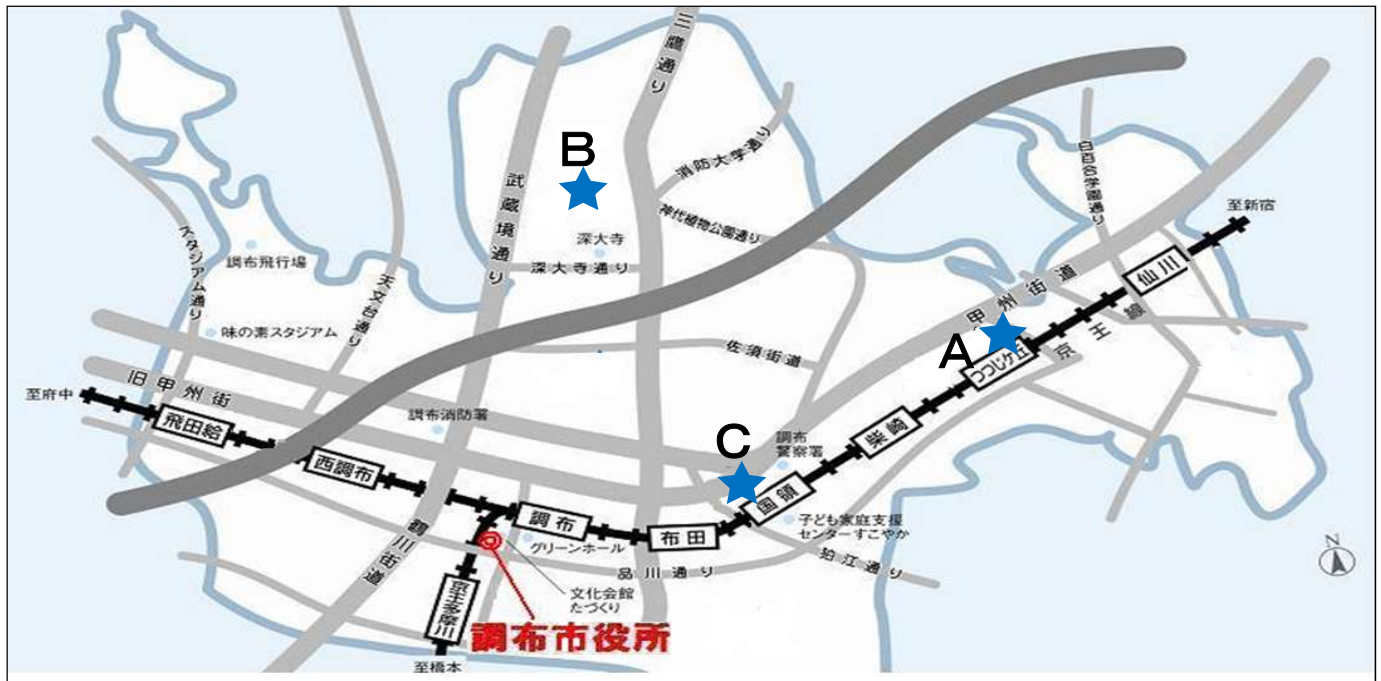 三鷹通り
B
消防大学通り
武蔵境通り
白百合学園通り
至新宿
神代植物公園通り
深大寺
スタジアム通り
調布飛行場
深大寺通り
仙川
天文台通り
甲州街道
味の素スタジアム
京王線
A
つつじケ丘
佐須街道
旧甲州街
至府中
調布消防署
飛田給
柴崎
C
調布
警察署
西調布
国領
調布
布田
子ども家庭支援
センターすこやか
鶴川街道
グリーンホール
狛江通り
品川通り
文化会館
たづくり
京王多摩川
調布市役所
至橋本
N